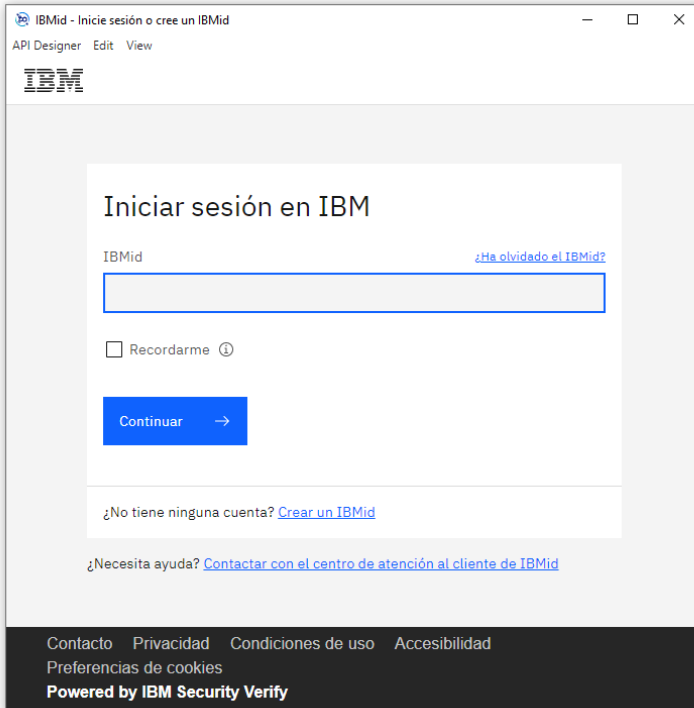 IBMid - Inicie sesión o cree un IBMid
API Designer Edit View
IBM
Iniciar sesión en IBM
IBMid ¿Ha olvidado el IBMid?
Recordarme
Continuar
¿No tiene ninguna cuenta? Crear un IBMid
¿Necesita ayuda? Contactar con el centro de atención al cliente de IBMid
Contacto Privacidad Condiciones de uso Accesibilidad
Preferencias de cookies
Powered by IBM Security Verify